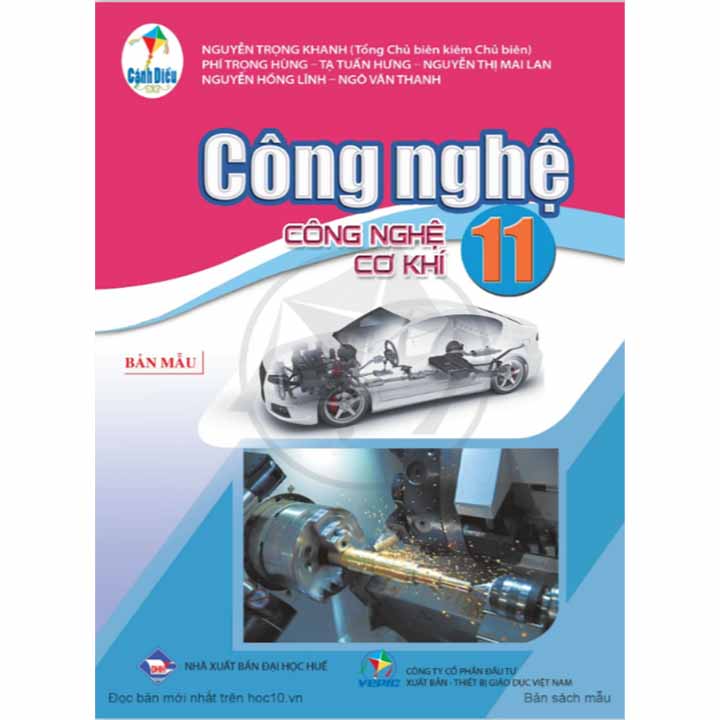 Cánh Diều
NGUYỄN TRỌNG KHANH (Tổng Chủ biên kiêm Chủ biên)
PHÍ TRỌNG HÙNG – TẠ TUẤN HƯNG – NGUYỄN THỊ MAI LAN
NGUYỄN HỒNG LĨNH – NGÔ VĂN THANH
Công nghệ
CÔNG NGHỆ
CƠ KHÍ
11
BẢN MẪU
NHÀ XUẤT BẢN ĐẠI HỌC HUẾ
VEPIC
CÔNG TY CỔ PHẦN ĐẦU TƯ
XUẤT BẢN - THIẾT BỊ GIÁO DỤC VIỆT NAM
Đọc bản mới nhất trên hoc10.vn
Bản sách mẫu